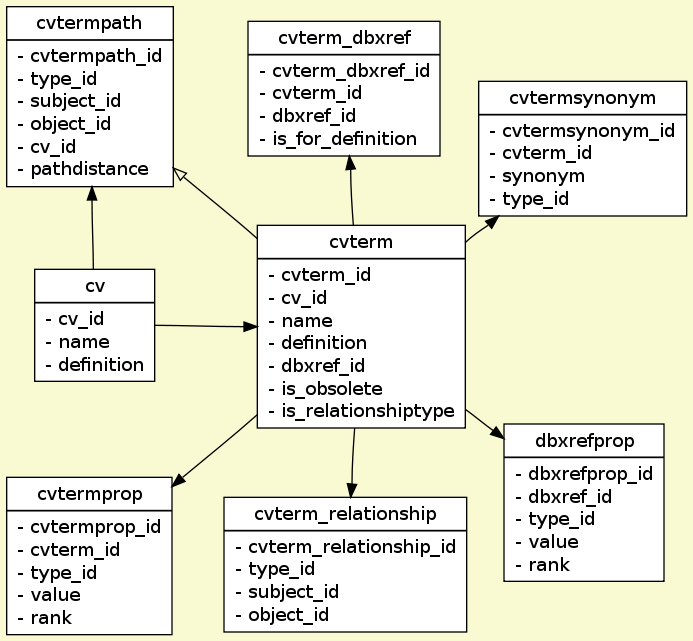 cvtermpath
- cvtermpath_id
- type_id
- subject_id
- object_id
- cv_id
- pathdistance
cvterm_dbxref
- cvterm_dbxref_id
- cvterm_id
- dbxref_id
- is_for_definition
cvtermsynonym
- cvtermsynonym_id
- cvterm_id
- synonym
- type_id
cv
- cv_id
- name
- definition
cvterm
- cvterm_id
- cv_id
- name
- definition
- dbxref_id
- is_obsolete
- is_relationshiptype
cvtermprop
- cvtermprop_id
- cvterm_id
- type_id
- value
- rank
cvterm_relationship
- cvterm_relationship_id
- type_id
- subject_id
- object_id
dbxrefprop
- dbxrefprop_id
- dbxref_id
- type_id
- value
- rank